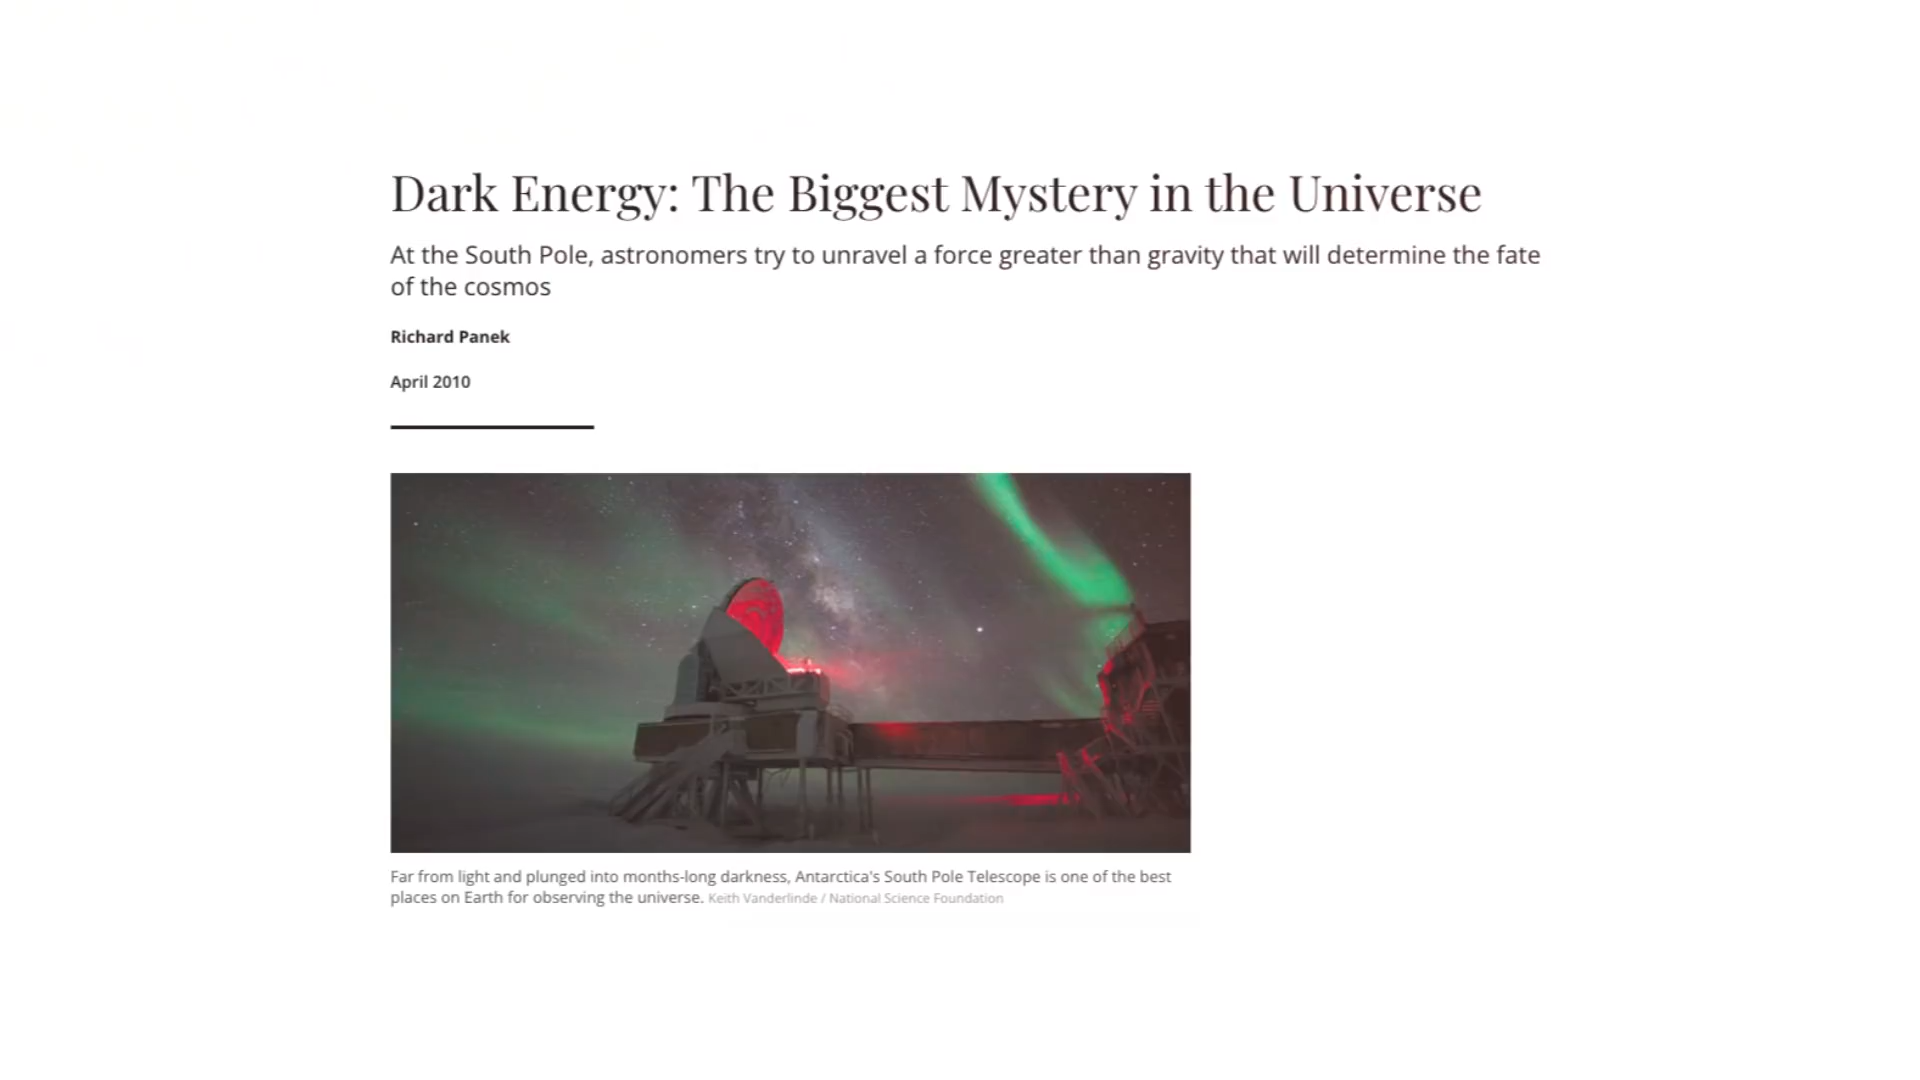 Dark Energy: The Biggest Mystery in the Universe
At the South Pole, astronomers try to unravel a force greater than gravity that will determine the fate
of the cosmos
Richard Panek
April 2010
Far from light and plunged into months-long darkness, Antarctica's South Pole Telescope is one of the best
places on Earth for observing the universe. Keith Vanderlinde / National Science Foundation